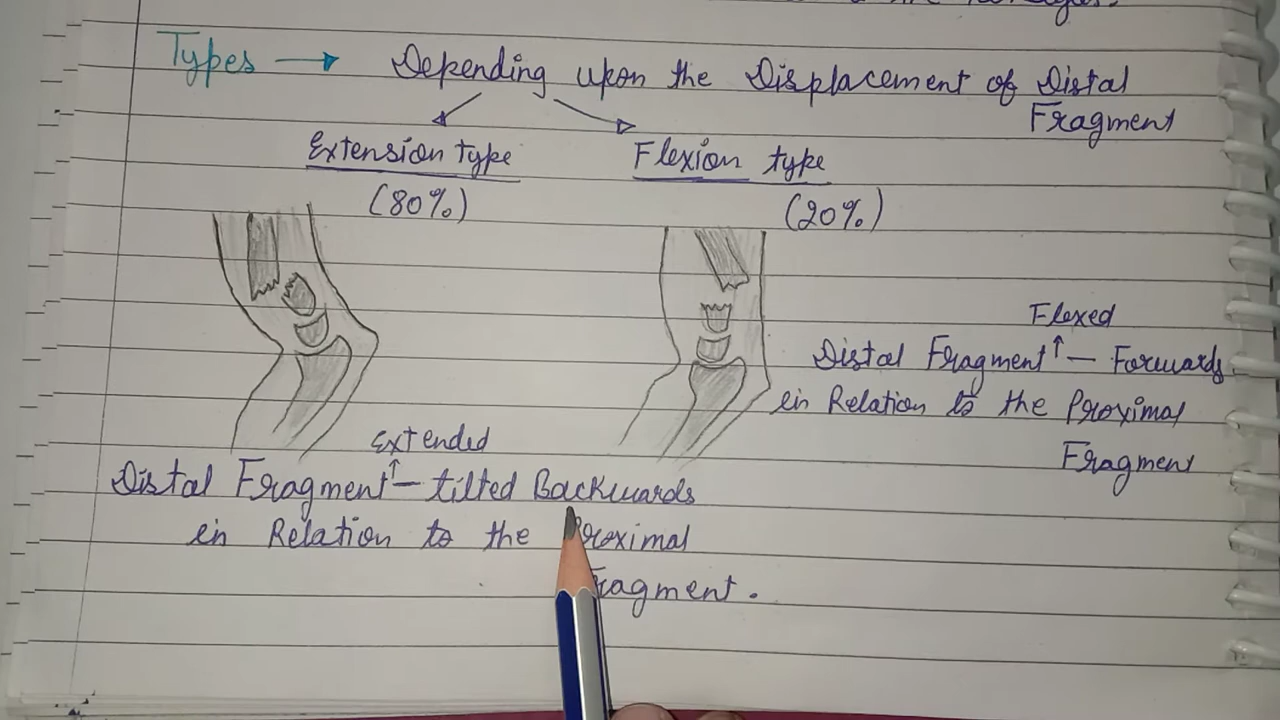 Types → Depending upon the Displacement of Distal
Fragment
Extension type
Flexion type
(80%)
(20%)
Flexed
Distal Fragment ↑ — Forwards
in Relation to the Proximal
Fragment
Extended
Distal Fragment ↑ — tilted Backwards
in Relation to the Proximal
Fragment.